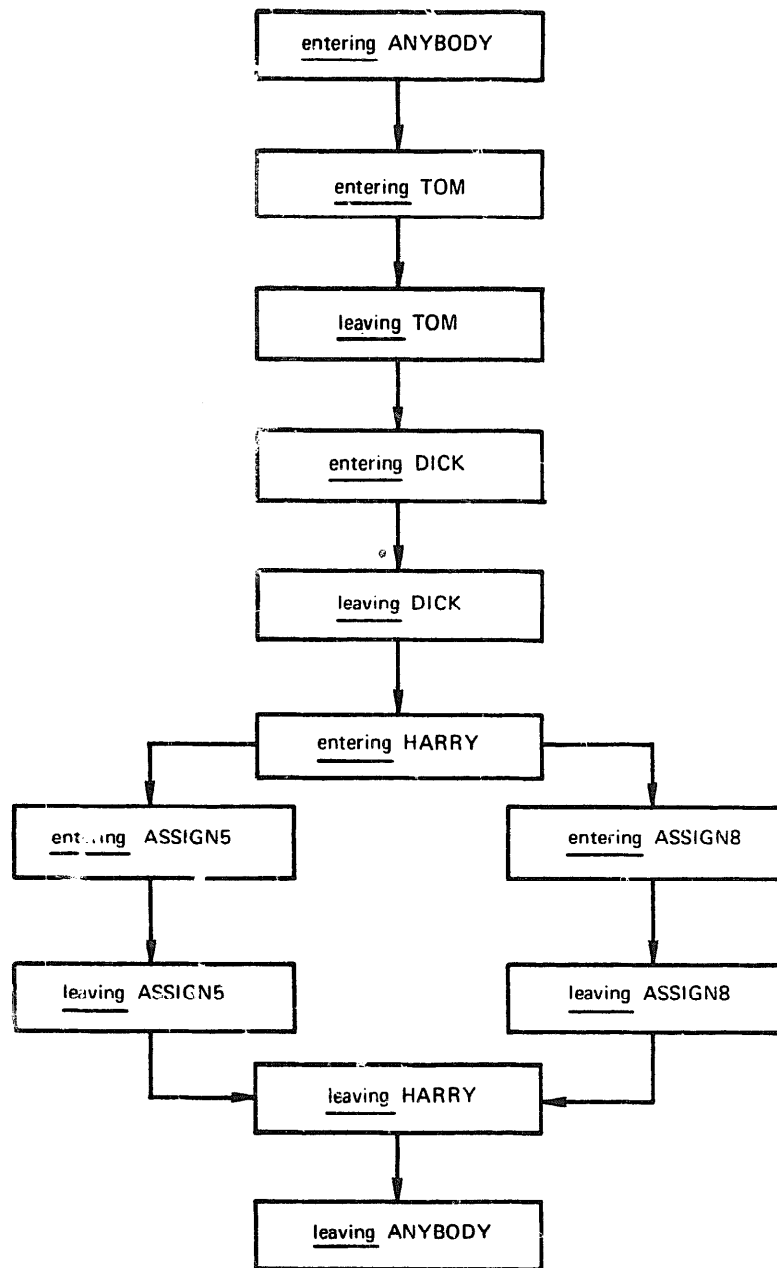 entering ANYBODY
entering TOM
leaving TOM
entering DICK
leaving DICK
entering HARRY
entering ASSIGN5
entering ASSIGN8
leaving ASSIGN5
leaving ASSIGN8
leaving HARRY
leaving ANYBODY